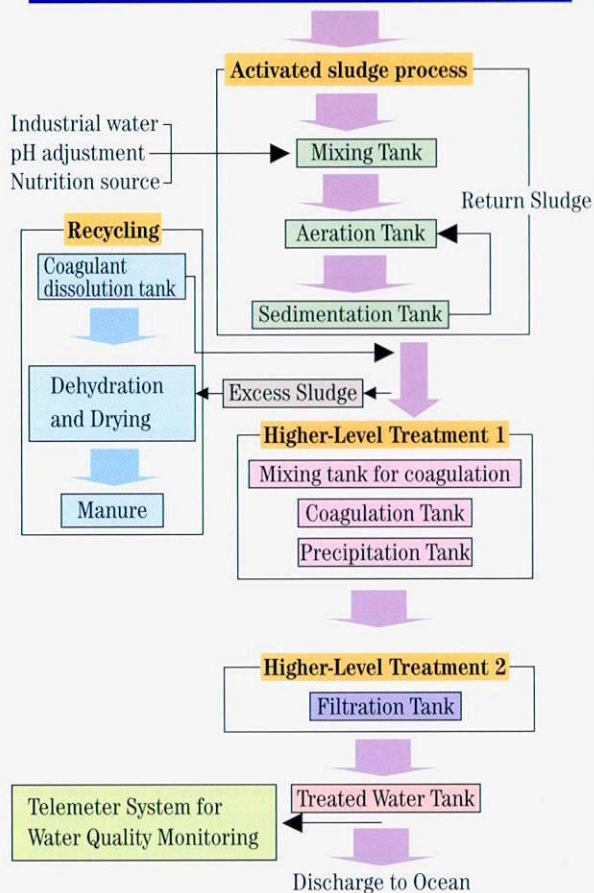 Activated sludge process
Industrial water
pH adjustment
Nutrition source
Mixing Tank
Return Sludge
Aeration Tank
Sedimentation Tank
Recycling
Coagulant
dissolution tank
Dehydration
and Drying
Excess Sludge
Manure
Higher-Level Treatment 1
Mixing tank for coagulation
Coagulation Tank
Precipitation Tank
Higher-Level Treatment 2
Filtration Tank
Treated Water Tank
Telemeter System for
Water Quality Monitoring
Discharge to Ocean